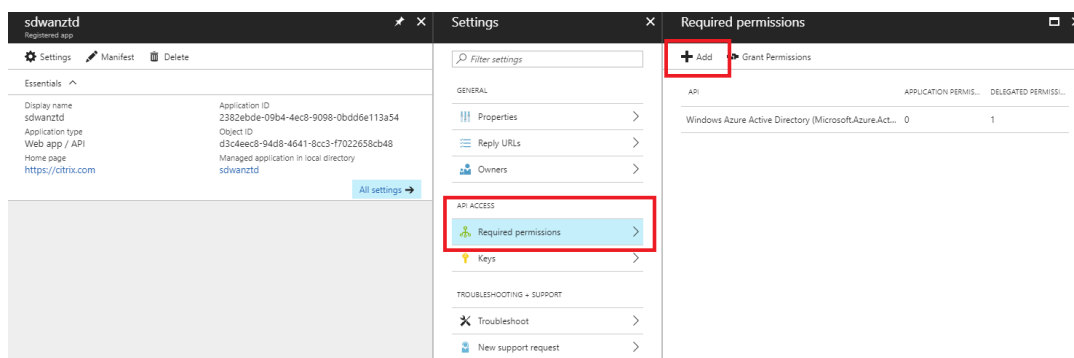 sdwanztd
Registered app
Settings
Manifest
Delete
Essentials
Display name
sdwanztd
Application type
Web app / API
Home page
https://citrix.com
Application ID
2382ebde-09b4-4ec8-9098-0bdd6e113a54
Object ID
d3c4eec8-94d8-4641-8cc3-f7022658cb48
Managed application in local directory
sdwanztd
All settings
Settings
Filter settings
GENERAL
Properties
Reply URLs
Owners
API ACCESS
Required permissions
Keys
TROUBLESHOOTING + SUPPORT
Troubleshoot
New support request
Required permissions
Add
Grant Permissions
API APPLICATION PERMIS... DELEGATED PERMISSI...
Windows Azure Active Directory (Microsoft.Azure.Act... 0 1